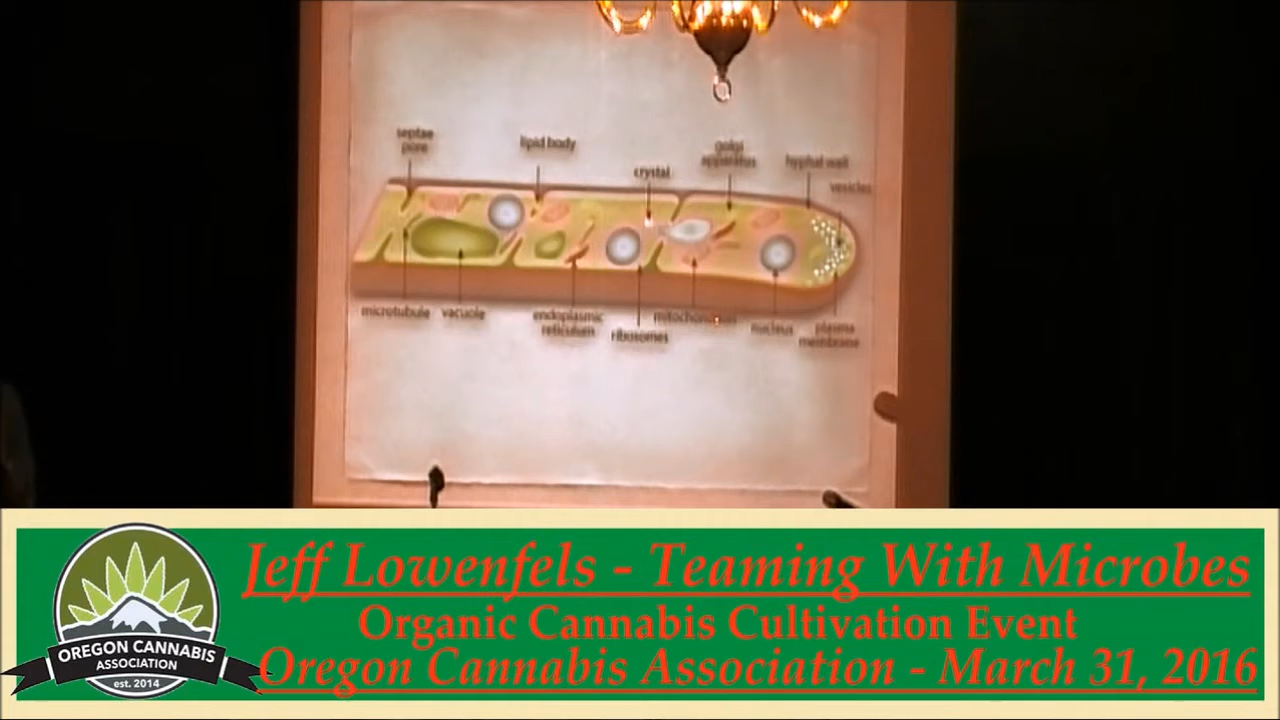 septae
pore
lipid body
crystal
golgi
apparatus
hyphal wall
vesicles
microtubule
vacuole
endoplasmic
reticulum
ribosomes
mitochondrias
nucleus
plasma
membrane
Jeff Lowenfels - Teaming With Microbes
Organic Cannabis Cultivation Event
Oregon Cannabis Association - March 31, 2016
OREGON CANNABIS
ASSOCIATION
est. 2014